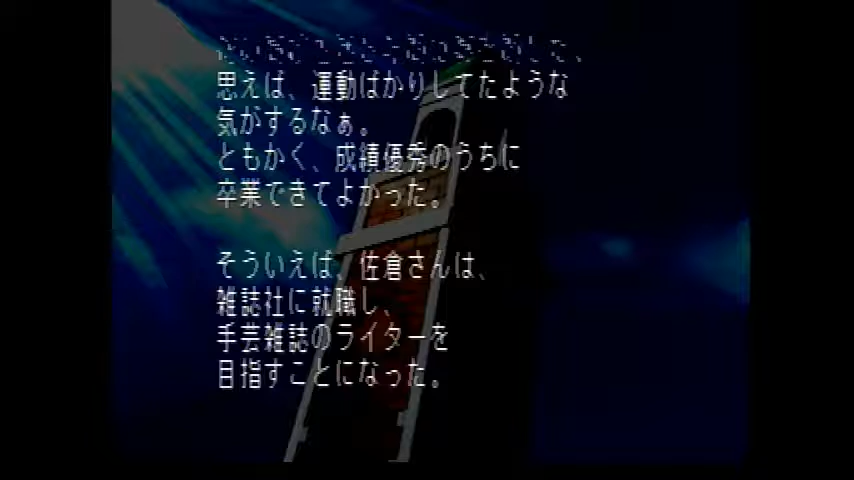 思えば、運動ばかりしてたような
気がするなぁ。
ともかく、成績優秀のうちに
卒業できてよかった。
そういえば、佐倉さんは、
雑誌社に就職し、
手芸雑誌のライターを
目指すことになった。